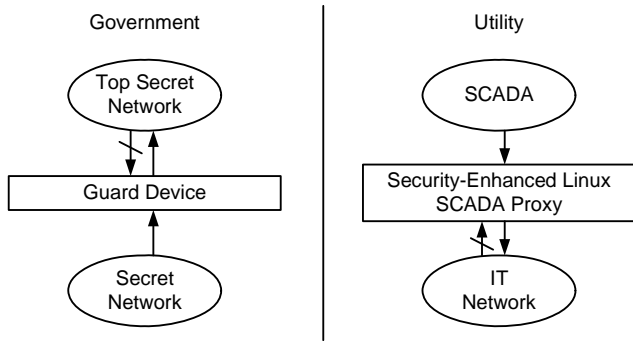 Government
Top Secret
Network
Guard Device
Secret
Network
Utility
SCADA
Security-Enhanced Linux
SCADA Proxy
IT
Network